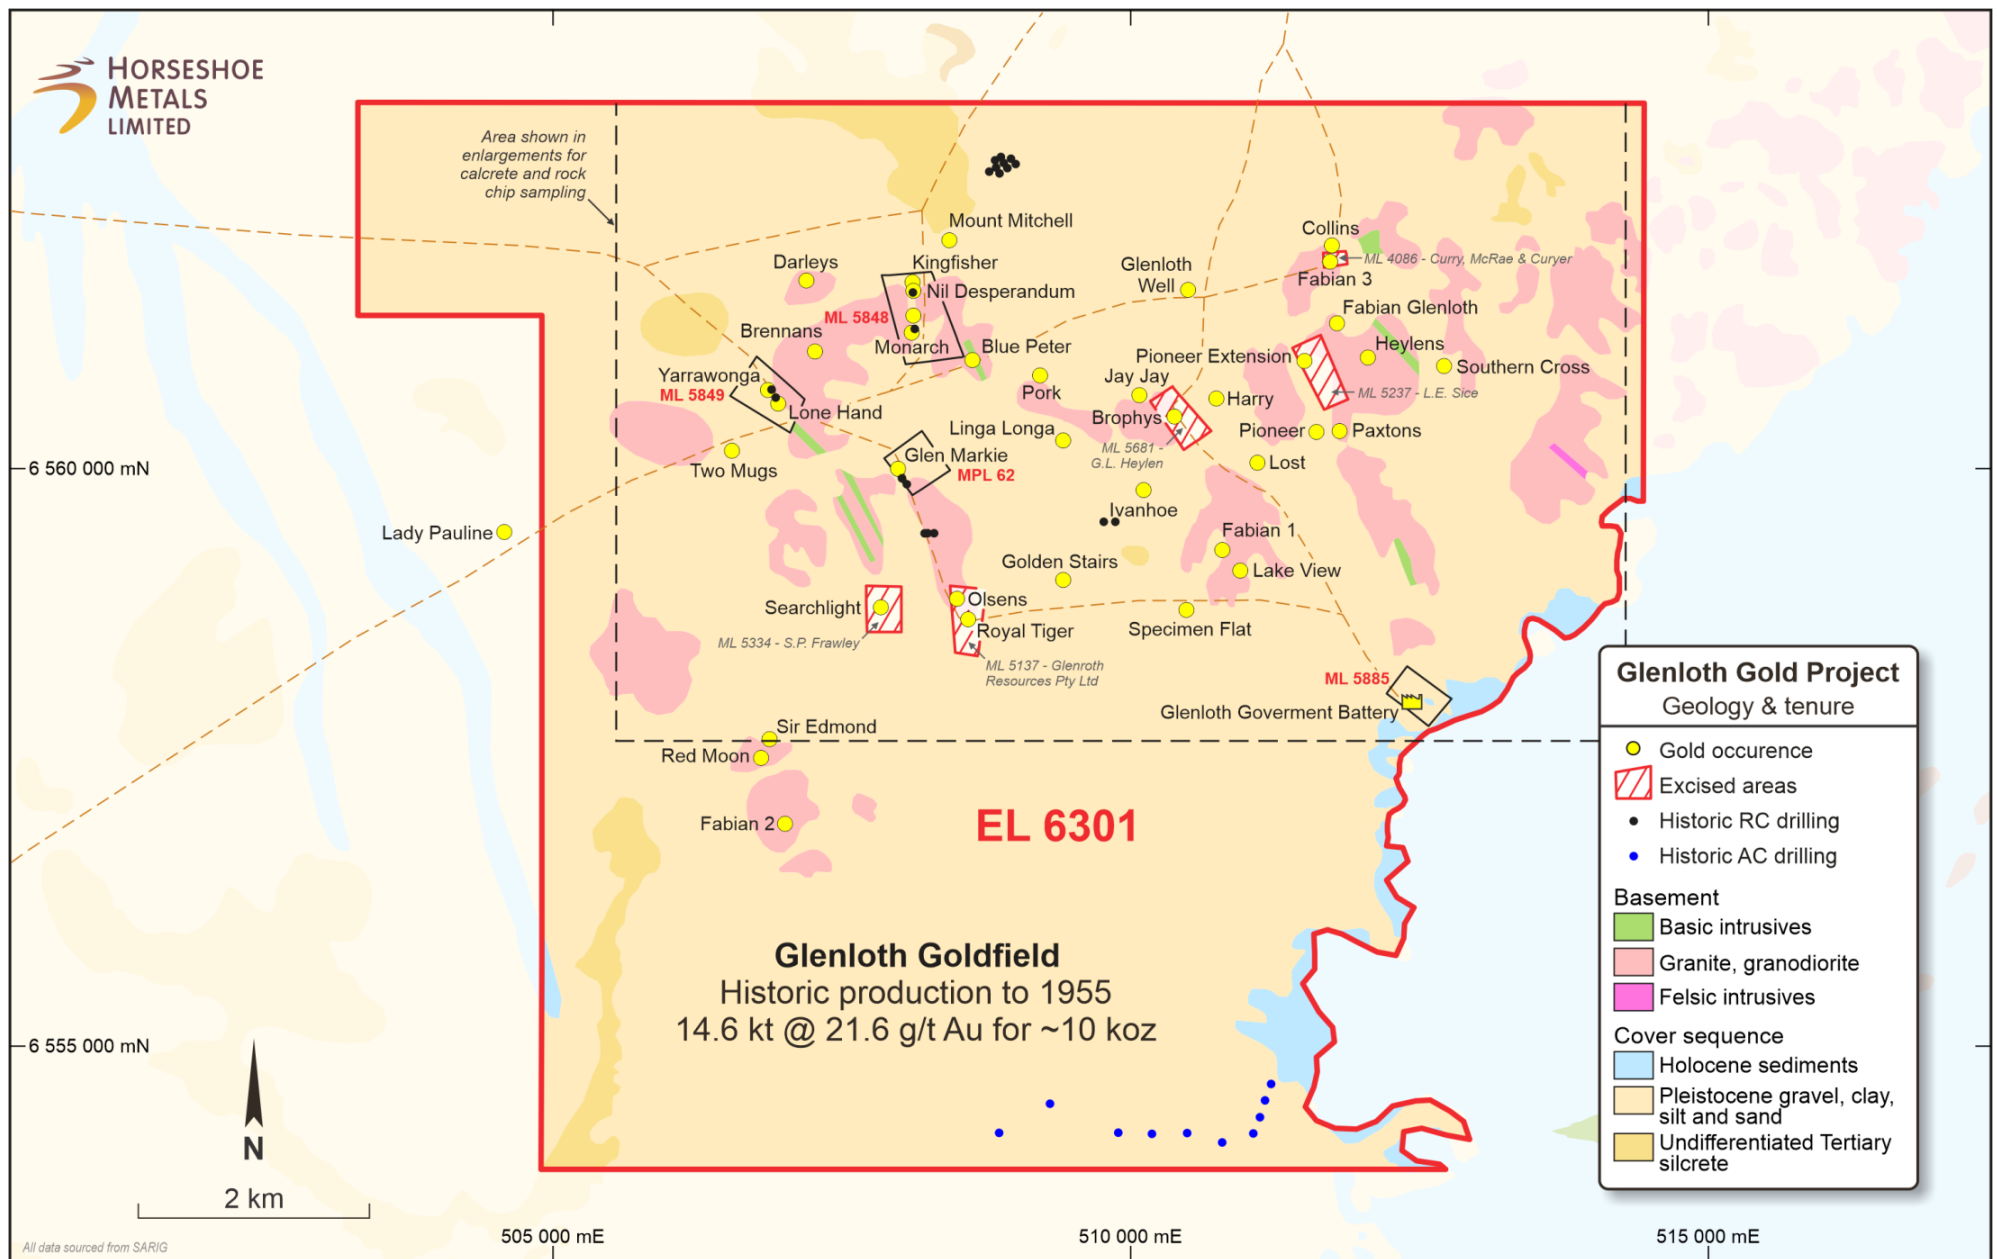 HORSESHOE
METALS
LIMITED
Area shown in
enlargements for
calcrete and rock
chip sampling
Mount Mitchell
Collins
Darleys
Kingfisher
Glenloth
Well
ML 4086 - Curry, McRae & Curyer
Fabian 3
Nil Desperandum
ML 5848
Fabian Glenloth
Brennans
Monarch
Blue Peter
Pioneer Extension
Heylens
Southern Cross
Yarrawonga
ML 5849
Jay Jay
Pork
ML 5237 - L.E. Sice
Lone Hand
Harry
Brophys
Linga Longa
Pioneer
Paxtons
ML 5681 -
G.L. Heylen
Glen Markie
MPL 62
Lost
Two Mugs
6 560 000 mN
Ivanhoe
Lady Pauline
Fabian 1
Golden Stairs
Lake View
Searchlight
Olsens
Royal Tiger
Specimen Flat
ML 5334 - S.P. Frawley
ML 5137 - Glenroth
Resources Pty Ltd
ML 5885
Glenloth Goverment Battery
Sir Edmond
Red Moon
Fabian 2
EL 6301
Glenloth Goldfield
Historic production to 1955
14.6 kt @ 21.6 g/t Au for ~10 koz
6 555 000 mN
N
2 km
505 000 mE
510 000 mE
515 000 mE
All data sourced from SARIG
Glenloth Gold Project
Geology & tenure
Gold occurence
Excised areas
Historic RC drilling
Historic AC drilling
Basement
Basic intrusives
Granite, granodiorite
Felsic intrusives
Cover sequence
Holocene sediments
Pleistocene gravel, clay,
silt and sand
Undifferentiated Tertiary
silcrete